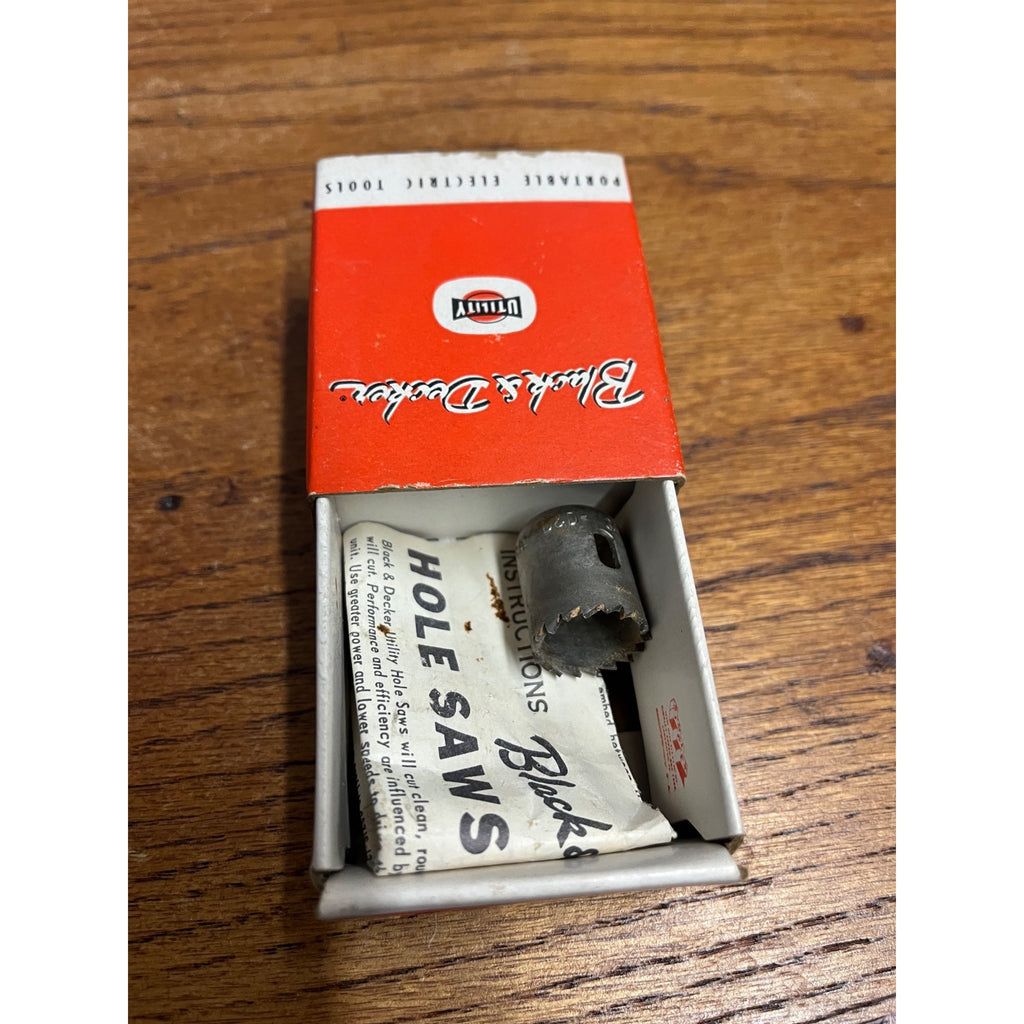 PORTABLE ELECTRIC TOOLS
UTILITY
Black & Decker®
INSTRUCTIONS
Black &
HOLE SAWS
Black & Decker Utility Hole Saws will cut clean, rou
will cut. Performance and efficiency are influenced b
unit. Use greater power and lower speeds to